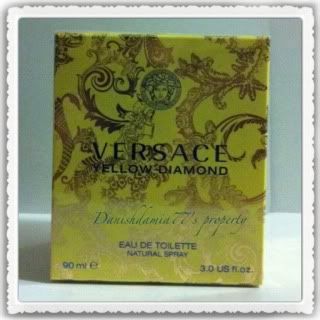 VERSACE
YELLOW DIAMOND
Danishdamia77's property
EAU DE TOILETTE
NATURAL SPRAY
90 ml ℮ 3.0 US fl.oz.